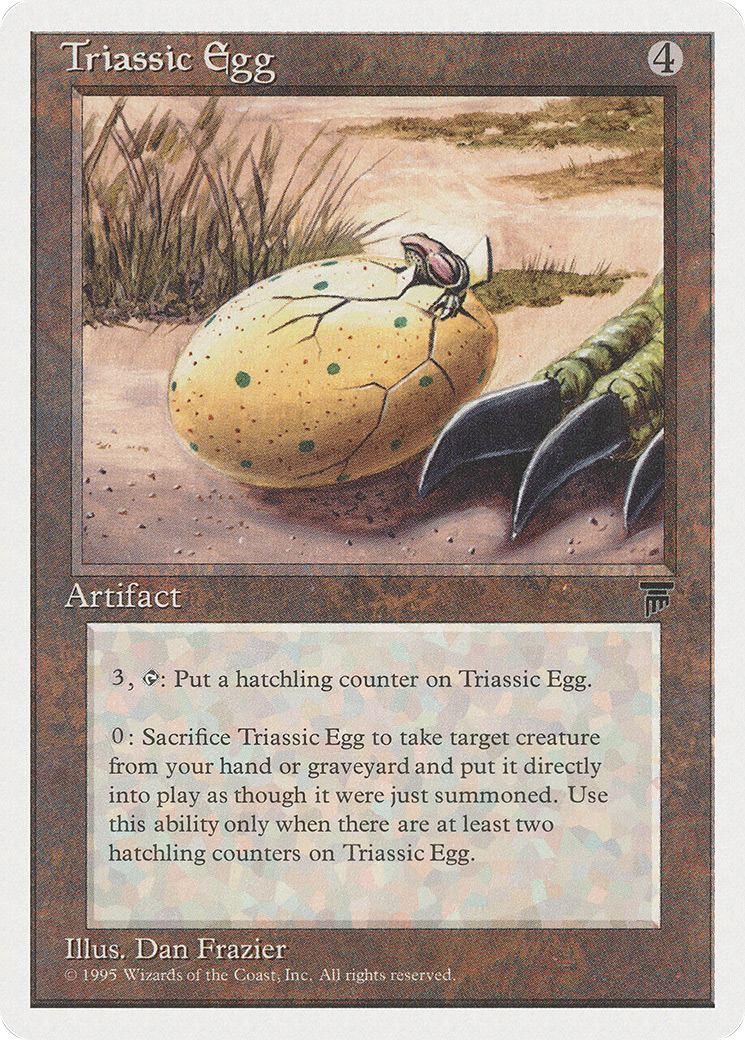 Triassic Egg 4
Artifact
3, : Put a hatchling counter on Triassic Egg.
0: Sacrifice Triassic Egg to take target creature
from your hand or graveyard and put it directly
into play as though it were just summoned. Use
this ability only when there are at least two
hatchling counters on Triassic Egg.
Illus. Dan Frazier
© 1995 Wizards of the Coast, Inc. All rights reserved.